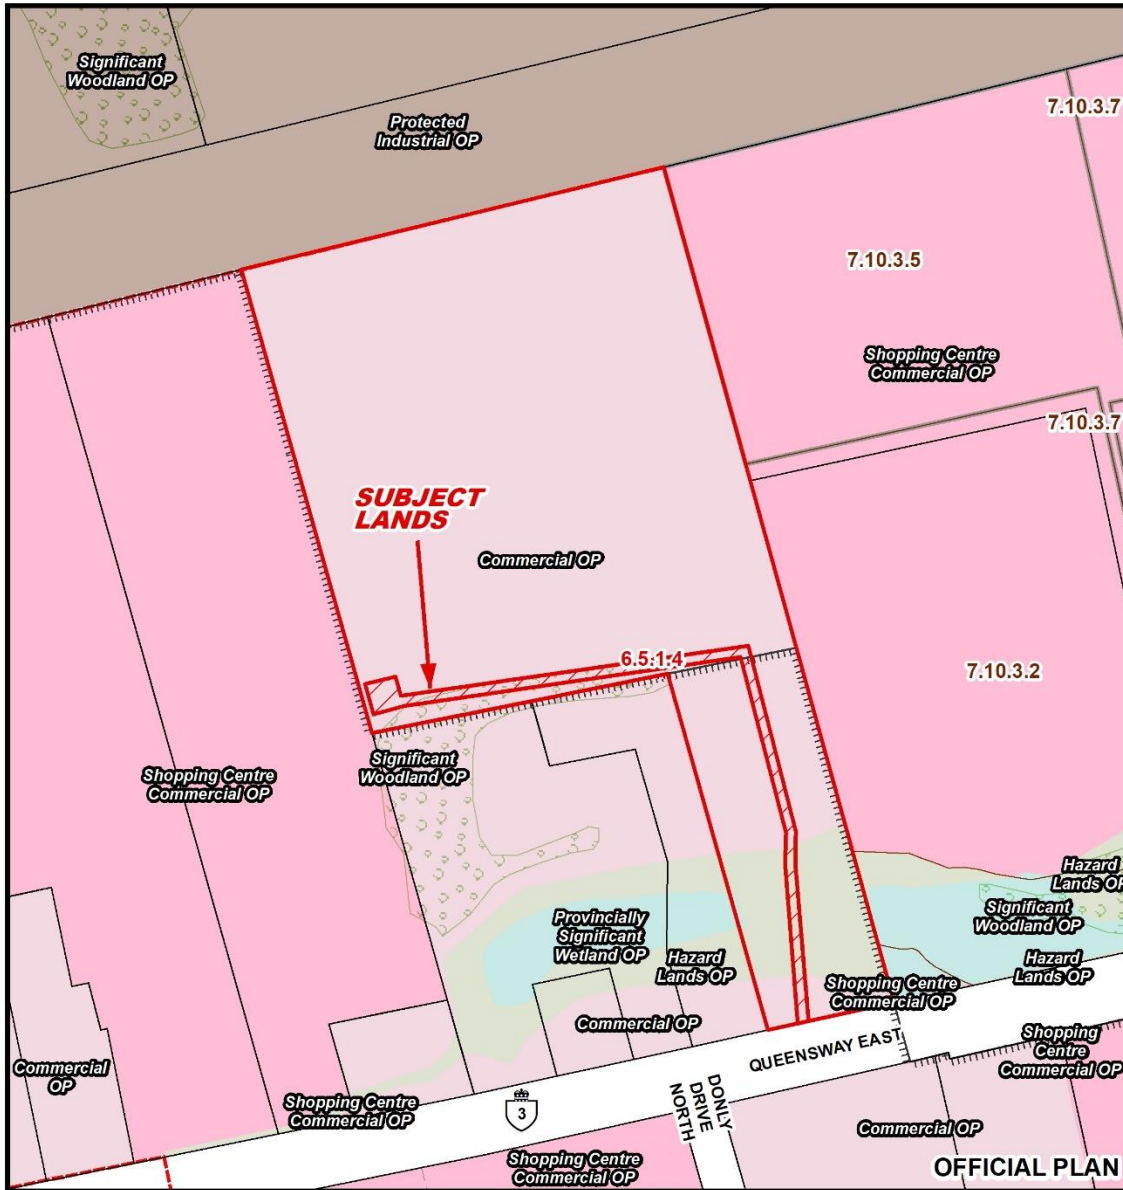 Significant
Woodland OP
Protected
Industrial OP
7.10.3.7
7.10.3.5
Shopping Centre
Commercial OP
7.10.3.7
SUBJECT
LANDS
Commercial OP
6.5.1.4
7.10.3.2
Significant
Woodland OP
Shopping Centre
Commercial OP
Hazard
Lands OP
Significant
Woodland OP
Provincially
Significant
Wetland OP
Hazard
Lands OP
Hazard
Lands OP
Shopping Centre
Commercial OP
Commercial OP
Shopping
Centre
Commercial OP
QUEENSWAY EAST
Commercial
OP
DONLY
DRIVE
NORTH
Shopping Centre
Commercial OP
3
Commercial OP
Shopping Centre
Commercial OP
OFFICIAL PLAN